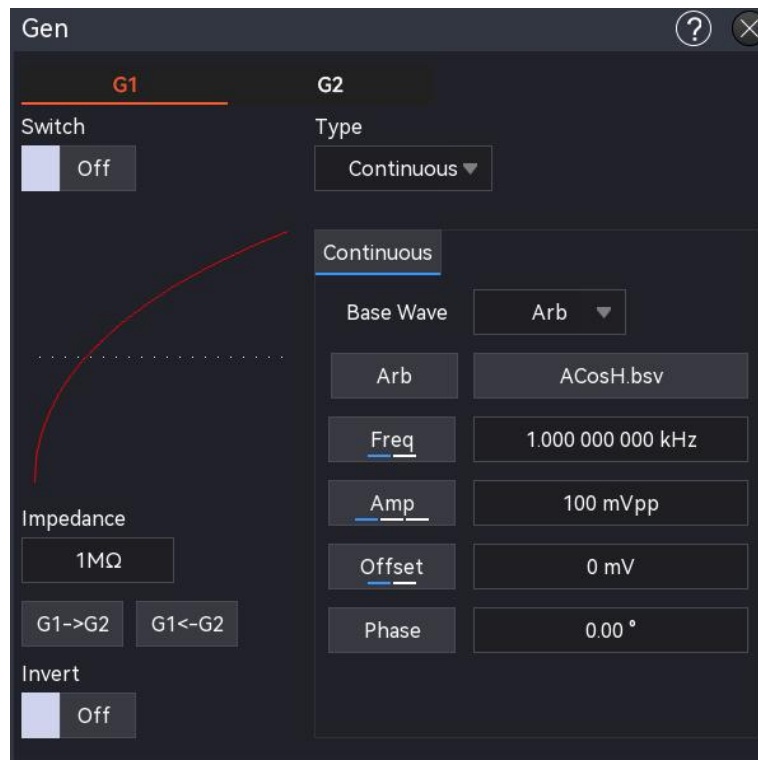 Gen
?
G1 G2
Switch Type
Off Continuous
Continuous
Base Wave Arb
Arb ACosH.bsv
Freq 1.000 000 000 kHz
Amp 100 mVpp
Impedance
1MΩ Offset 0 mV
G1->G2 G1<-G2 Phase 0.00 °
Invert
Off